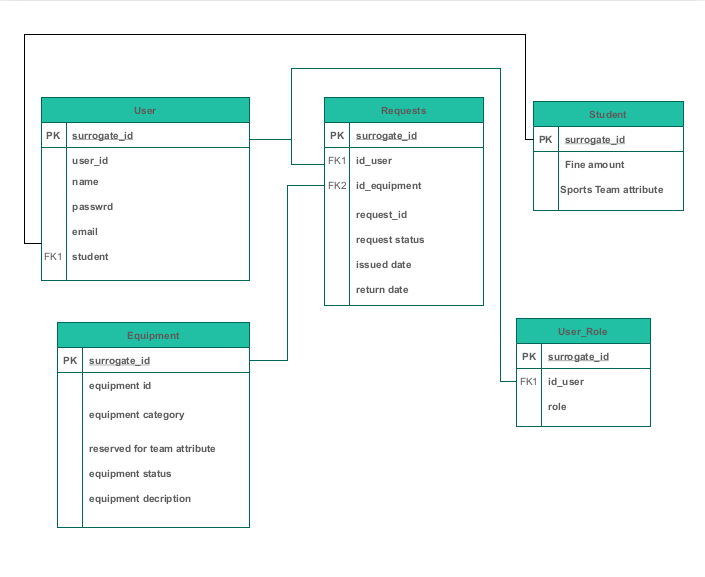 User
PK surrogate_id
user_id
name
passwrd
email
FK1 student
Requests
PK surrogate_id
FK1 id_user
FK2 id_equipment
request_id
request status
issued date
return date
Student
PK surrogate_id
Fine amount
Sports Team attribute
Equipment
PK surrogate_id
equipment id
equipment category
reserved for team attribute
equipment status
equipment decription
User_Role
PK surrogate_id
FK1 id_user
role